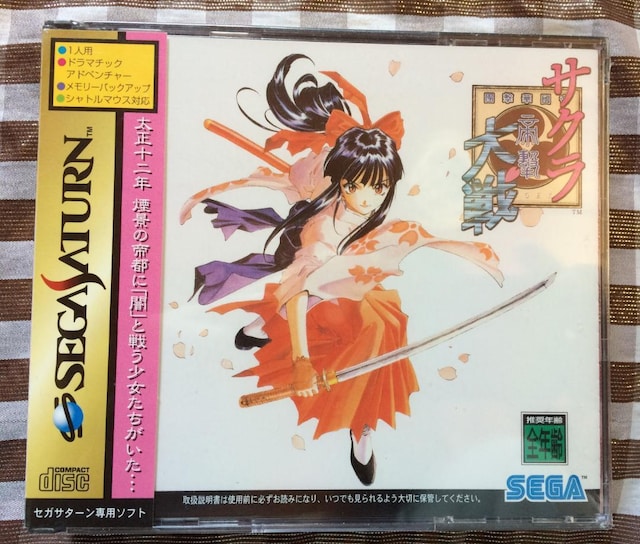 ●1人用
●ドラマチック
アドベンチャー
●メモリーバックアップ
●シャトルマウス対応
SEGA SATURN™
太正十二年 煙景の帝都に「闇」と戦う少女たちがいた…
COMPACT
disc
セガサターン専用ソフト
サクラ
大戦
帝撃
TM
推奨年齢
全年齢
SEGA
取扱説明書は使用前に必ずお読みになり、いつでも見られるよう大切に保管してください。